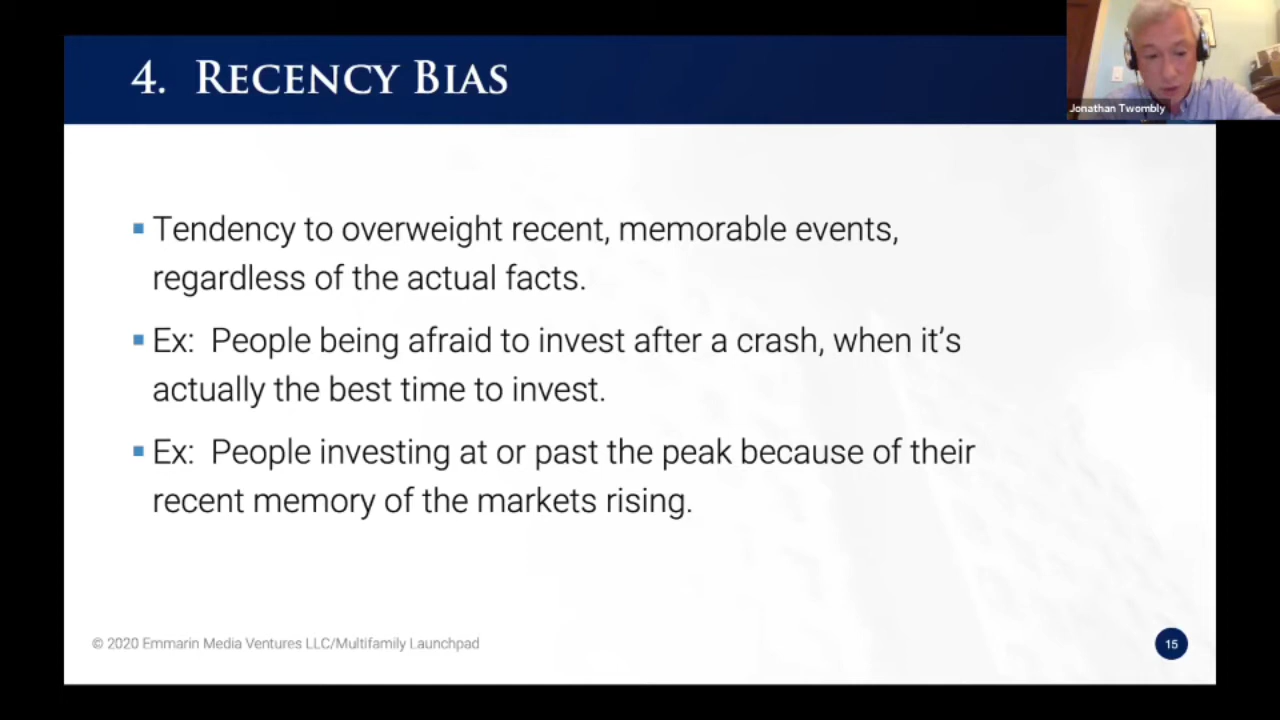 4. Recency Bias
Jonathan Twombly
▪ Tendency to overweight recent, memorable events,
regardless of the actual facts.
▪ Ex: People being afraid to invest after a crash, when it’s
actually the best time to invest.
▪ Ex: People investing at or past the peak because of their
recent memory of the markets rising.
© 2020 Emmarin Media Ventures LLC/Multifamily Launchpad
15